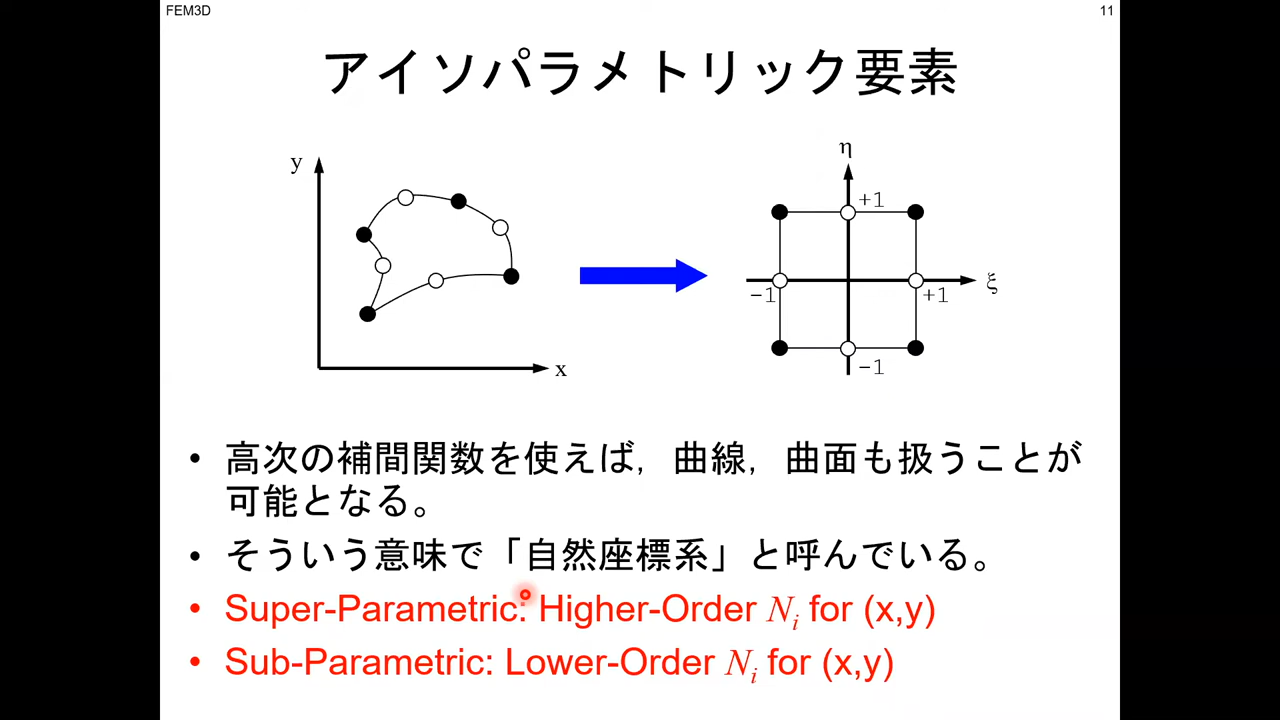 FEM3D
11
アイソパラメトリック要素
y
x
η
+1
-1
+1
ξ
-1
• 高次の補間関数を使えば，曲線，曲面も扱うことが
可能となる。
• そういう意味で「自然座標系」と呼んでいる。
• Super-Parametric: Higher-Order Ni for (x,y)
• Sub-Parametric: Lower-Order Ni for (x,y)